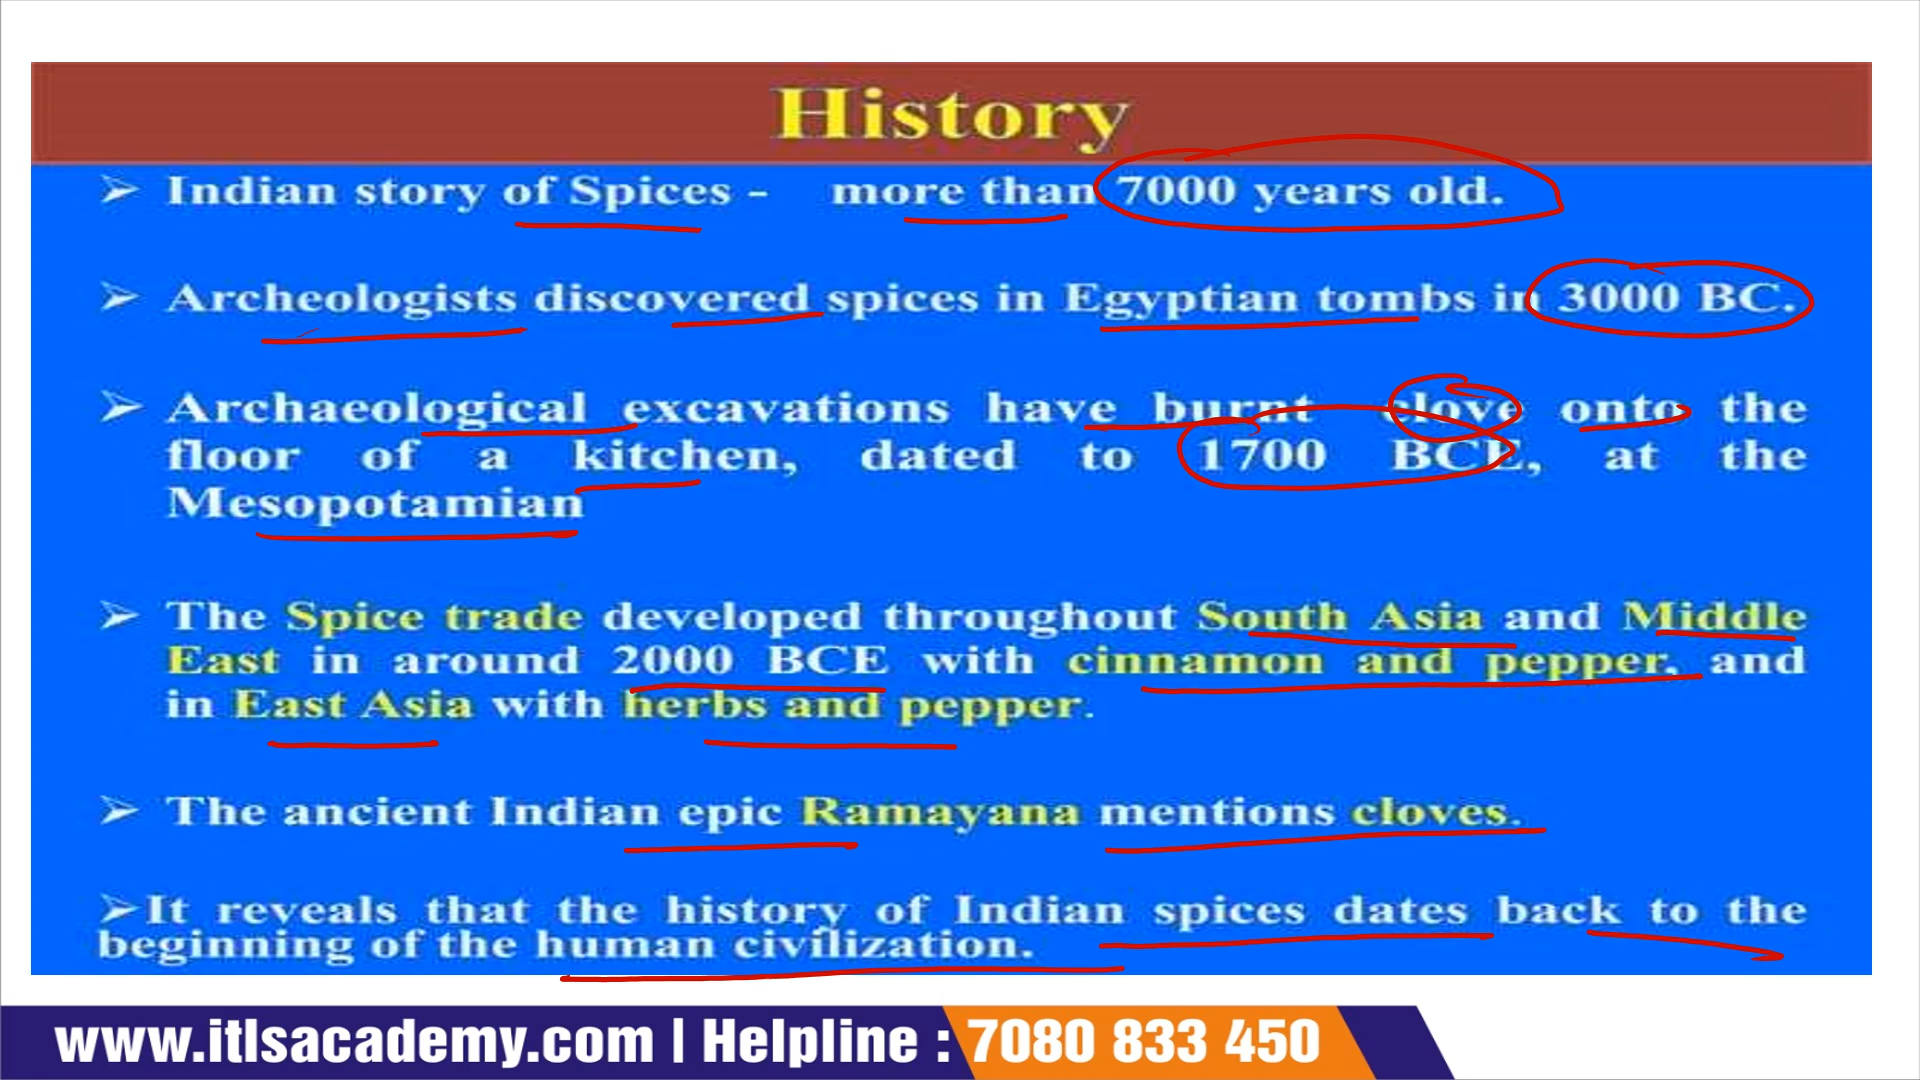 History
➢ Indian story of Spices - more than 7000 years old.
➢ Archeologists discovered spices in Egyptian tombs in 3000 BC.
➢ Archaeological excavations have burnt clove onto the
floor of a kitchen, dated to 1700 BCE, at the
Mesopotamian
➢ The Spice trade developed throughout South Asia and Middle
East in around 2000 BCE with cinnamon and pepper, and
in East Asia with herbs and pepper.
➢ The ancient Indian epic Ramayana mentions cloves.
➢It reveals that the history of Indian spices dates back to the
beginning of the human civilization.
www.itlsacademy.com | Helpline : 7080 833 450